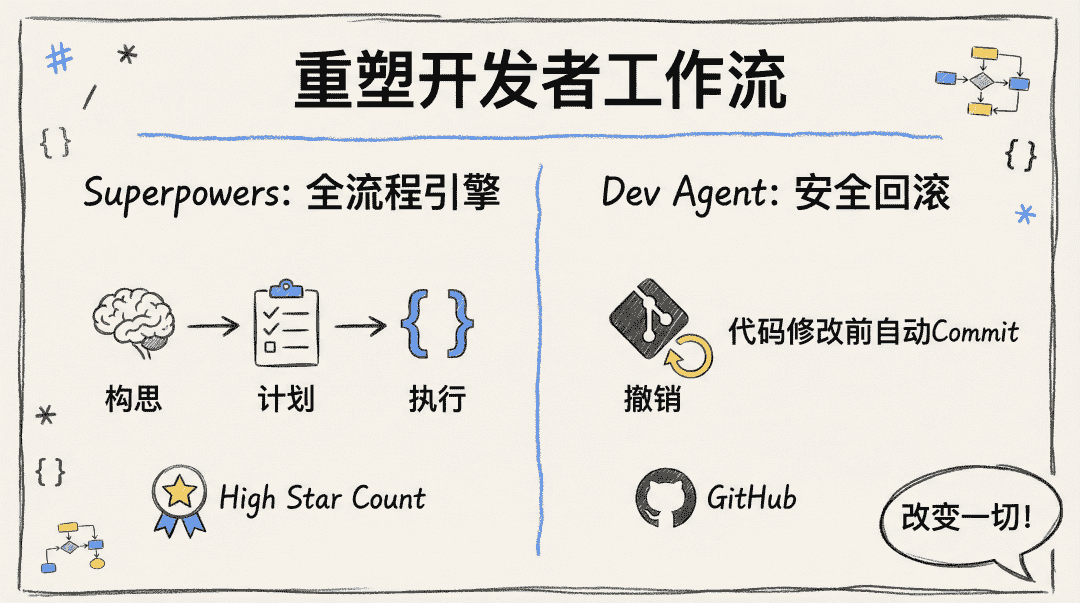 重塑开发者工作流
Superpowers: 全流程引擎
构思
计划
执行
High Star Count
Dev Agent: 安全回滚
代码修改前自动Commit
撤销
GitHub
改变一切!